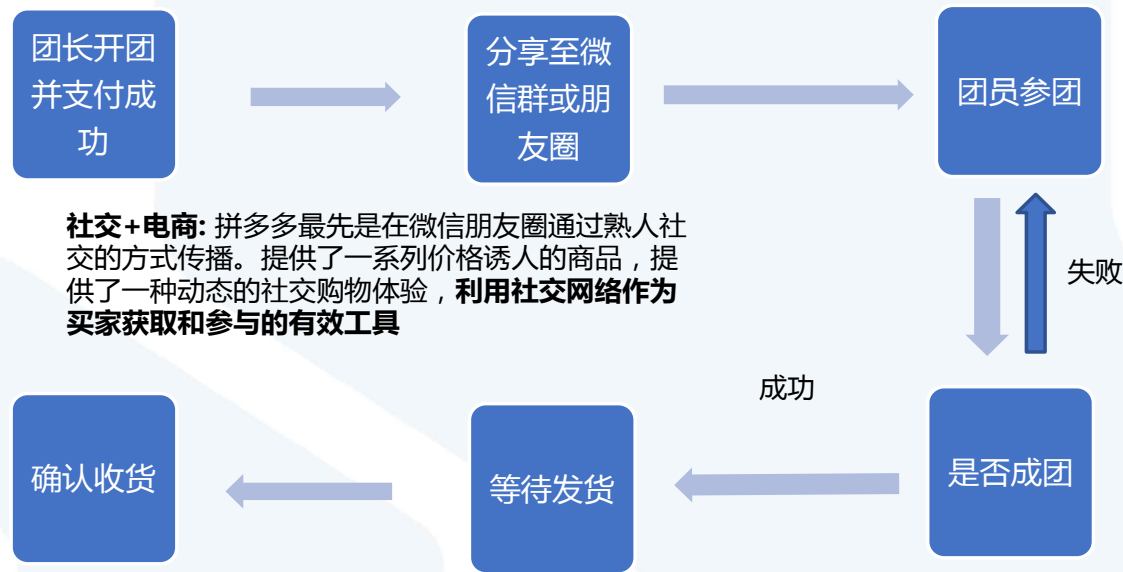 团长开团
并支付成
功
分享至微
信群或朋
友圈
团员参团
社交+电商: 拼多多最先是在微信朋友圈通过熟人社
交的方式传播。提供了一系列价格诱人的商品，提
供了一种动态的社交购物体验，利用社交网络作为
买家获取和参与的有效工具
失败
成功
是否成团
等待发货
确认收货